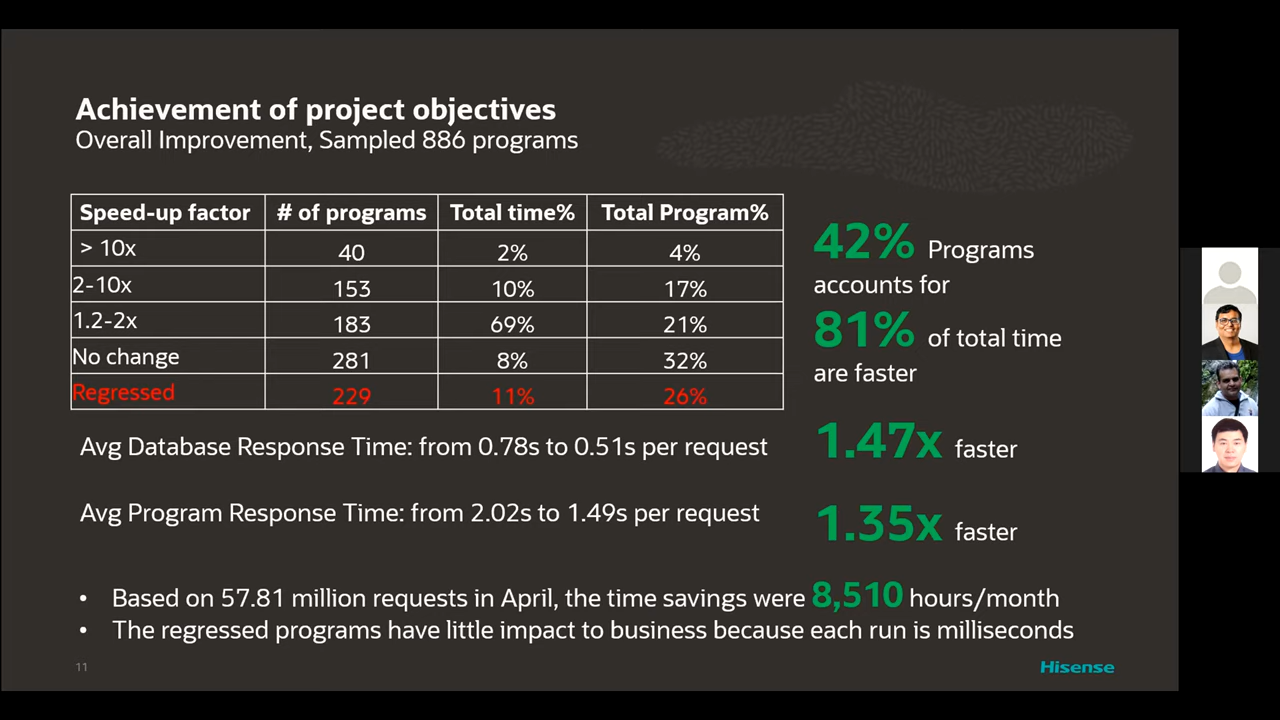 Achievement of project objectives
Overall Improvement, Sampled 886 programs
Speed-up factor # of programs Total time% Total Program%
> 10x 40 2% 4%
2-10x 153 10% 17%
1.2-2x 183 69% 21%
No change 281 8% 32%
Regressed 229 11% 26%
42% Programs
accounts for
81% of total time
are faster
Avg Database Response Time: from 0.78s to 0.51s per request
1.47x faster
Avg Program Response Time: from 2.02s to 1.49s per request
1.35x faster
• Based on 57.81 million requests in April, the time savings were 8,510 hours/month
• The regressed programs have little impact to business because each run is milliseconds
11
Hisense